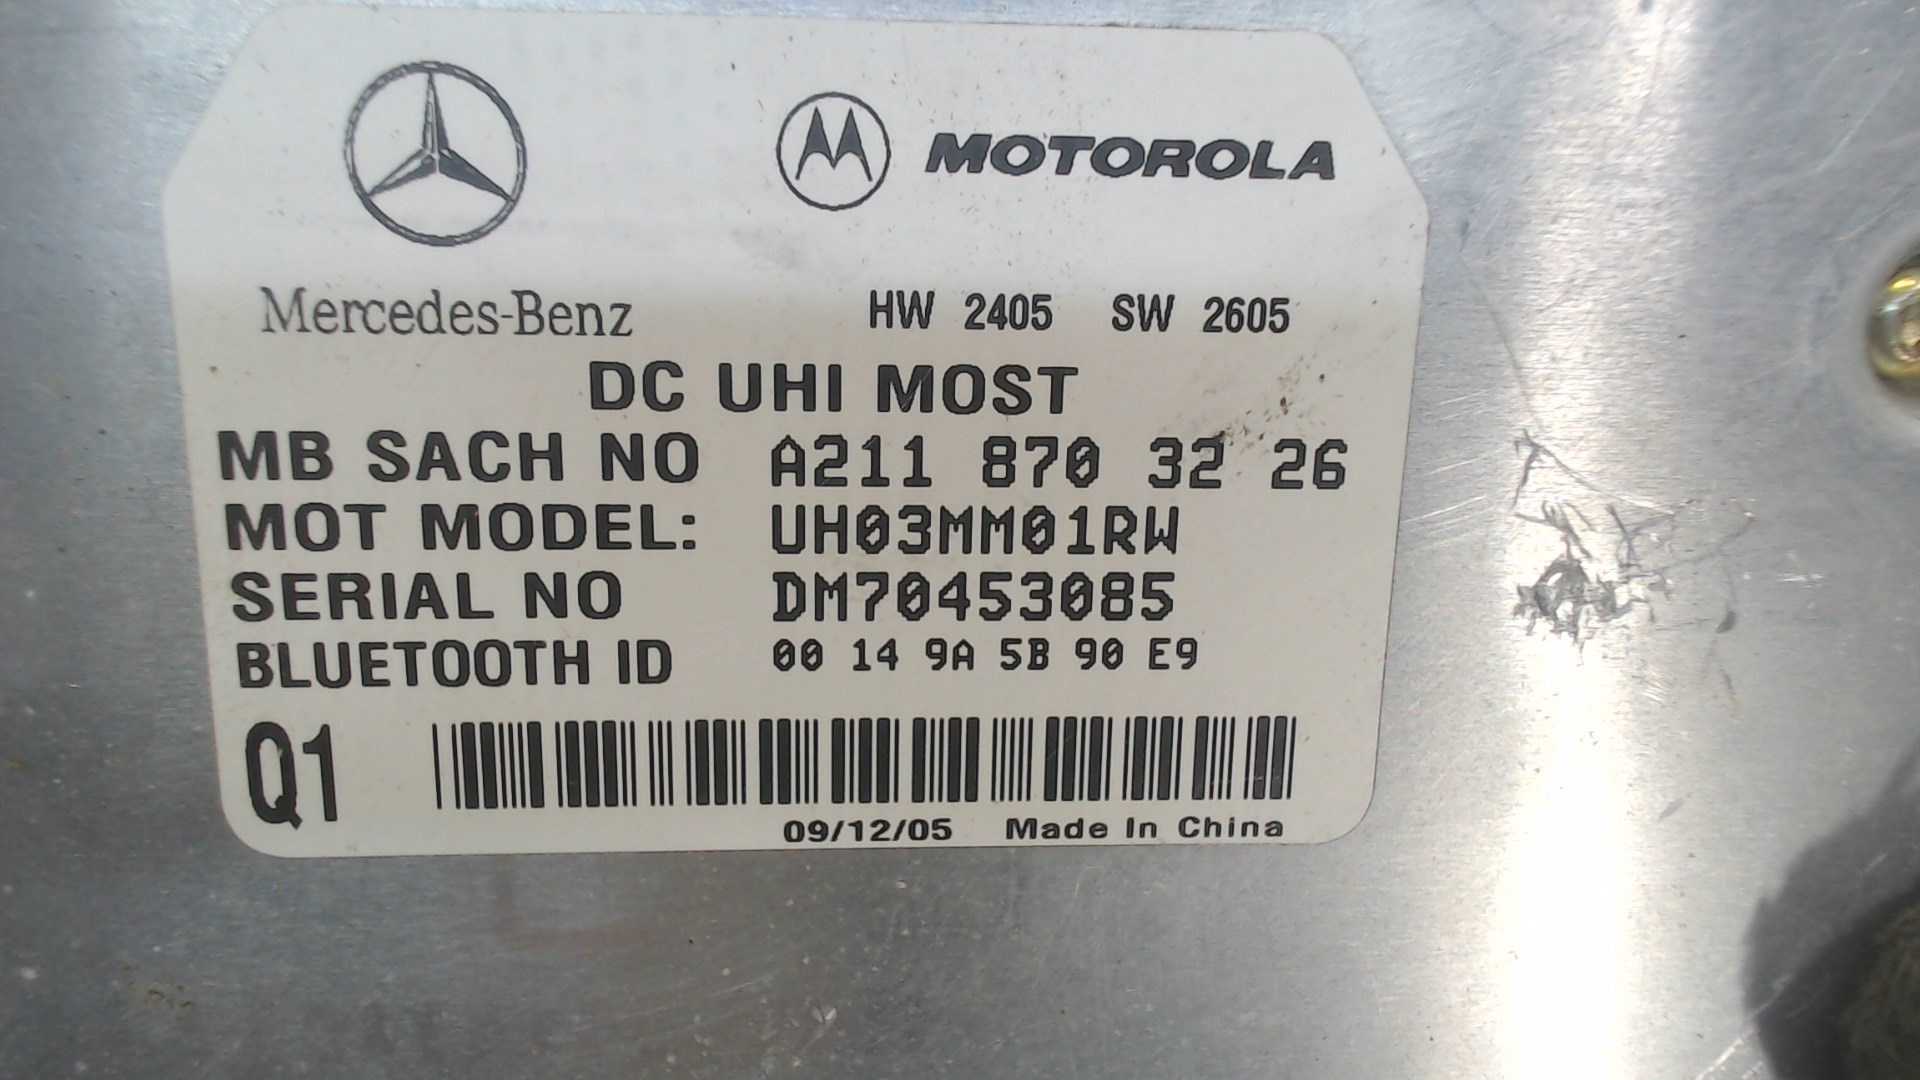 MOTOROLA
Mercedes-Benz HW 2405 SW 2605
DC UHI MOST
MB SACH NO A211 870 32 26
MOT MODEL: UH03MM01RW
SERIAL NO DM70453085
BLUETOOTH ID 00 14 9A 5B 90 E9
Q1
09/12/05 Made In China